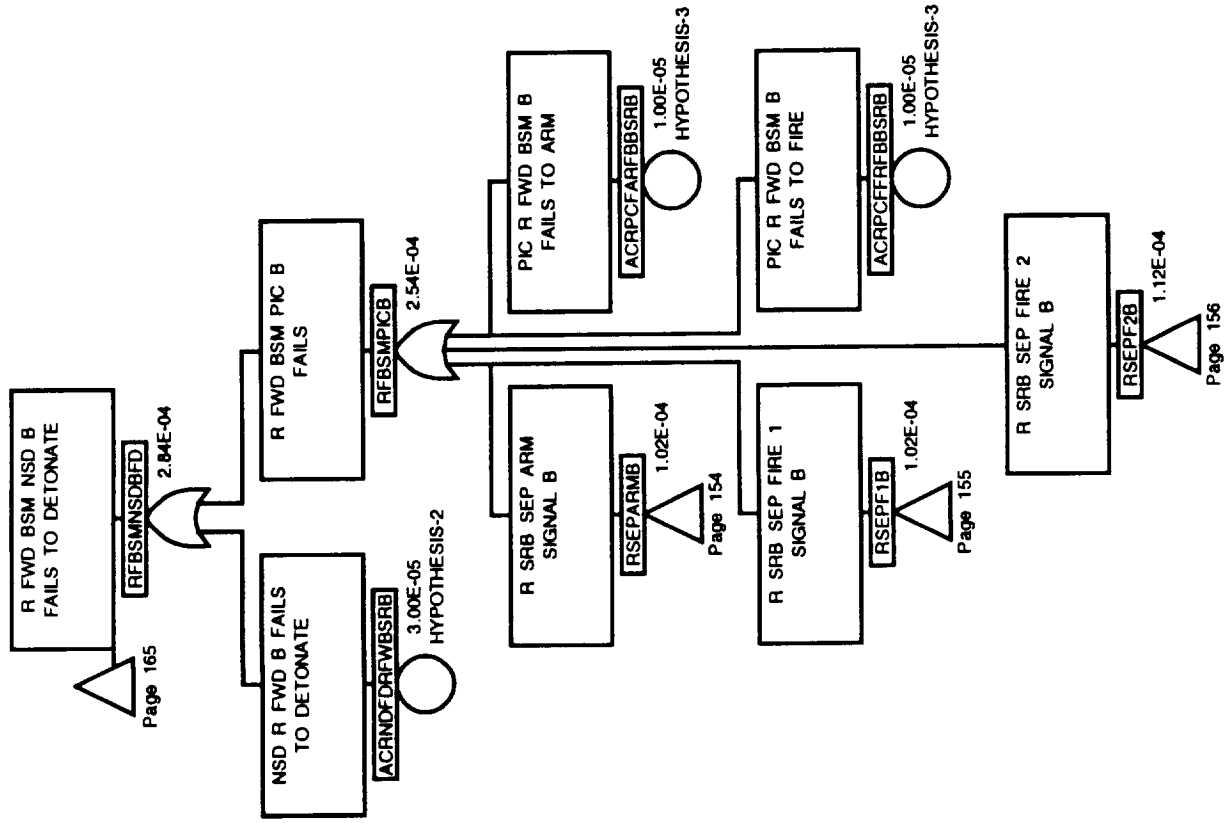 R FWD BSM NSD B
FAILS TO DETONATE
RFBSMNSDBFD
2.84E-04
Page 165
NSD R FWD B FAILS
TO DETONATE
ACRNDFDRFWBSRB
3.00E-05
HYPOTHESIS-2
R FWD BSM PIC B
FAILS
RFBSMPICB
2.54E-04
R SRB SEP ARM
SIGNAL B
RSEPARMB
1.02E-04
Page 154
PIC R FWD BSM B
FAILS TO ARM
ACRPCFARFBBSRB
1.00E-05
HYPOTHESIS-3
R SRB SEP FIRE 1
SIGNAL B
RSEPF1B
1.02E-04
Page 155
PIC R FWD BSM B
FAILS TO FIRE
ACRPCFFRFBBSRB
1.00E-05
HYPOTHESIS-3
R SRB SEP FIRE 2
SIGNAL B
RSEPF2B
1.12E-04
Page 156